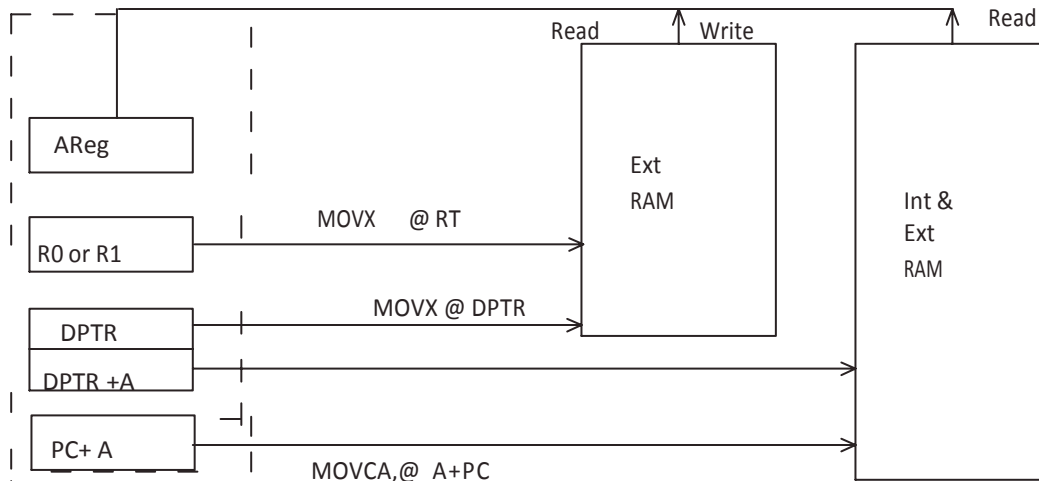 Read
Write
Read
AReg
Ext
RAM
Int &
Ext
RAM
MOVX @ RT
R0 or R1
MOVX @ DPTR
DPTR
DPTR +A
PC+ A
MOVCA,@ A+PC